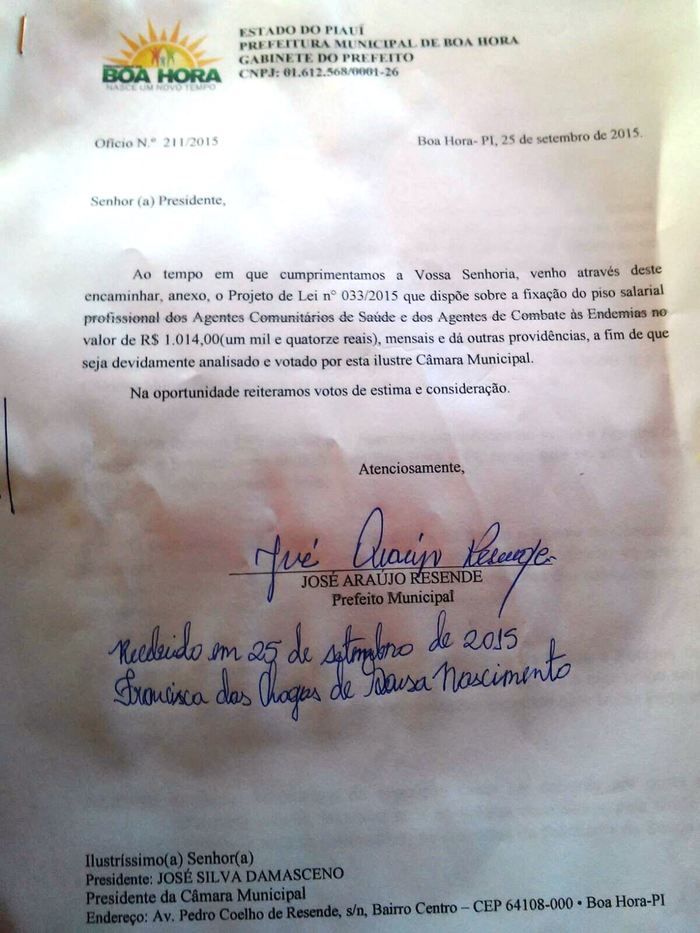 BOA HORA
NASCE UM NOVO TEMPO
ESTADO DO PIAUÍ
PREFEITURA MUNICIPAL DE BOA HORA
GABINETE DO PREFEITO
CNPJ: 01.612.568/0001-26
Ofício N.º 211/2015
Boa Hora- PI, 25 de setembro de 2015.
Senhor (a) Presidente,
Ao tempo em que cumprimentamos a Vossa Senhoria, venho através deste
encaminhar, anexo, o Projeto de Lei n° 033/2015 que dispõe sobre a fixação do piso salarial
profissional dos Agentes Comunitários de Saúde e dos Agentes de Combate às Endemias no
valor de R$ 1.014,00(um mil e quatorze reais), mensais e dá outras providências, a fim de que
seja devidamente analisado e votado por esta ilustre Câmara Municipal.
Na oportunidade reiteramos votos de estima e consideração.
Atenciosamente,
José Araújo Resende
JOSÉ ARAÚJO RESENDE
Prefeito Municipal
Recebido em 25 de setembro de 2015
Francisca das Chagas de Sousa Nascimento
Ilustríssimo(a) Senhor(a)
Presidente: JOSÉ SILVA DAMASCENO
Presidente da Câmara Municipal
Endereço: Av. Pedro Coelho de Resende, s/n, Bairro Centro – CEP 64108-000 • Boa Hora-PI